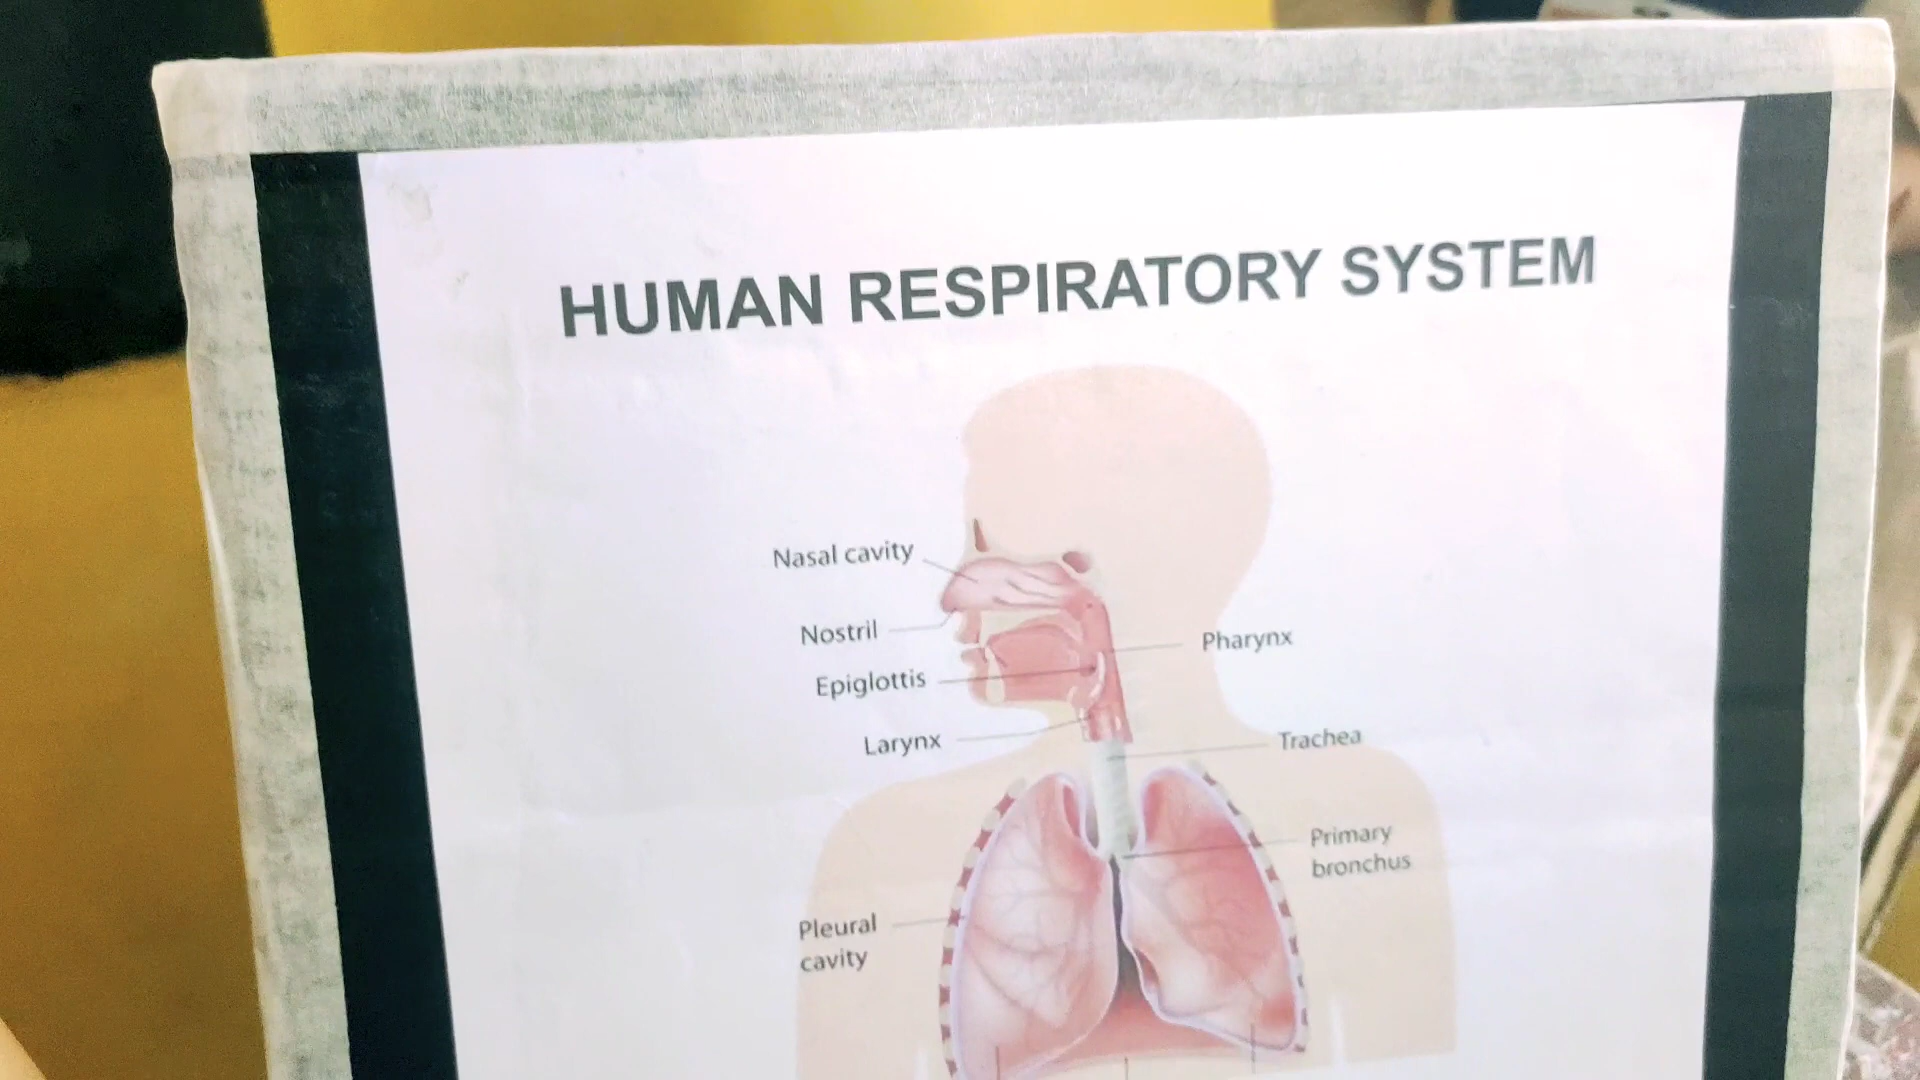 HUMAN RESPIRATORY SYSTEM
Nasal cavity
Nostril
Pharynx
Epiglottis
Larynx
Trachea
Primary
bronchus
Pleural
cavity